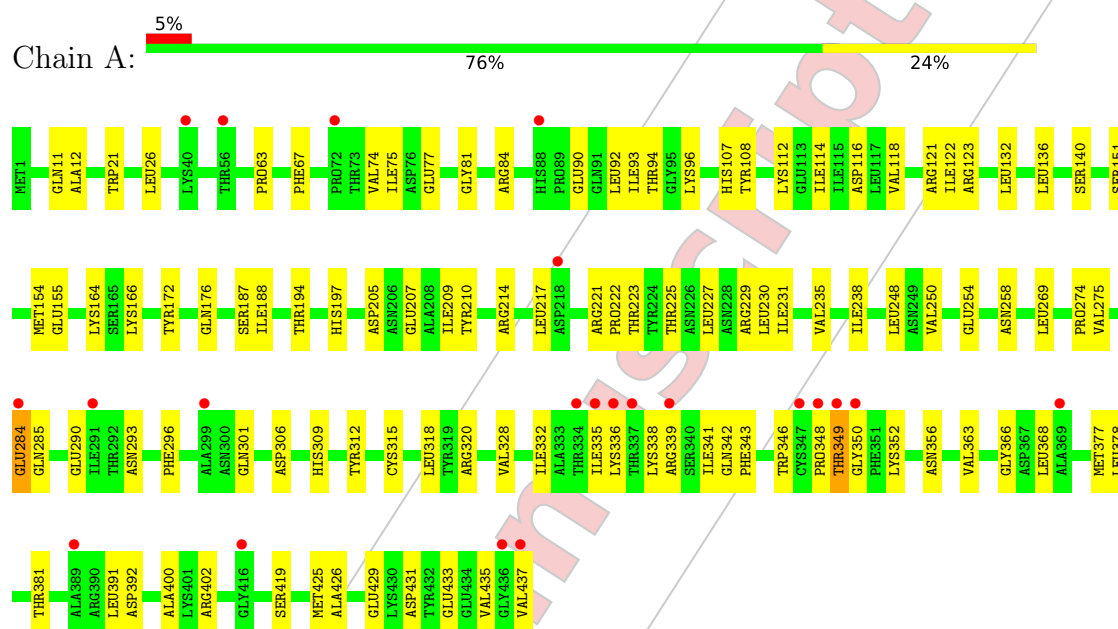 5%
Chain A:
76% 24%
MET1 GLN11 ALA12 TRP21 LEU26 LYS40 THR56 PRO63 PHE67 PRO72 THR73 VAL74 ILE75 ASP76 GLU77 GLY81 ARG84 HIS88 PRO89 GLU90 GLN91 LEU92 ILE93 THR94 GLY95 LYS96 HIS107 TYR108 LYS112 GLU113 ILE114 ILE115 ASP116 LEU117 VAL118 ARG121 ILE122 ARG123 LEU132 LEU136 SER140 SER151
MET154 GLU155 LYS164 SER165 LYS166 TYR172 GLN176 SER187 ILE188 THR194 HIS197 ASP205 ASN206 GLU207 ALA208 ILE209 TYR210 ARG214 LEU217 ASP218 ARG221 PRO222 THR223 TYR224 THR225 ASN226 LEU227 ASN228 ARG229 LEU230 ILE231 VAL235 ILE238 LEU248 ASN249 VAL250 GLU254 ASN258 LEU269 PRO274 VAL275
GLU284 GLN285 GLU290 ILE291 THR292 ASN293 PHE296 ALA299 ASN300 GLN301 ASP306 HIS309 TYR312 CYS315 LEU318 TYR319 ARG320 VAL328 ILE332 ALA333 THR334 ILE335 LYS336 THR337 LYS338 ARG339 SER340 ILE341 GLN342 PHE343 TRP346 CYS347 PRO348 THR349 GLY350 PHE351 LYS352 ASN356 VAL363 GLY366 ASP367 LEU368 ALA369 MET377 LEU378
THR381 ALA389 ARG390 LEU391 ASP392 ALA400 LYS401 ARG402 GLY416 SER419 MET425 ALA426 GLU429 LYS430 ASP431 TYR432 GLU433 GLU434 VAL435 GLY436 VAL437